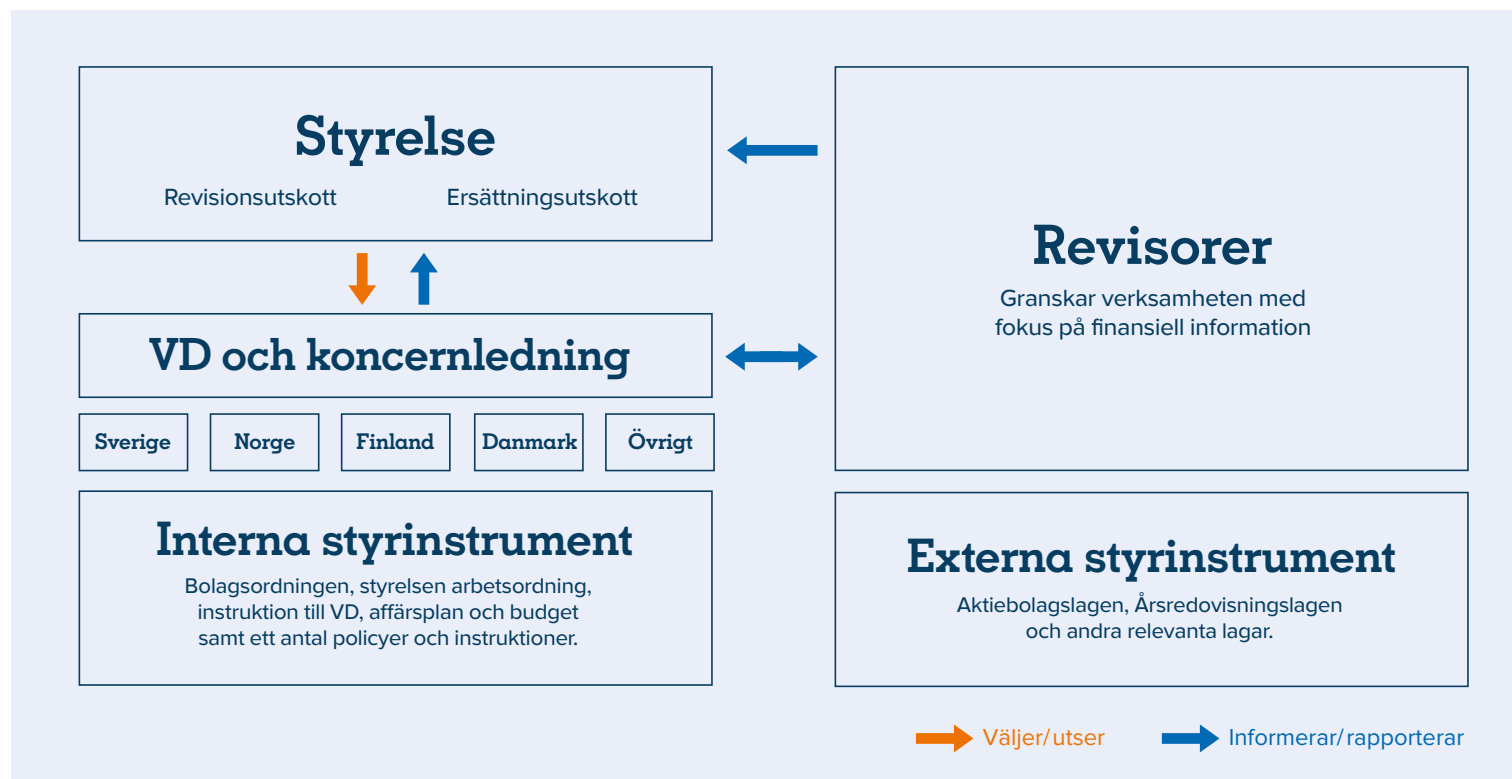 Styrelse
Revisionsutskott
Ersättningsutskott
VD och koncernledning
Sverige
Norge
Finland
Danmark
Övrigt
Interna styrinstrument
Bolagsordningen, styrelsen arbetsordning,
instruktion till VD, affärsplan och budget
samt ett antal policyer och instruktioner.
Revisorer
Granskar verksamheten med
fokus på finansiell information
Externa styrinstrument
Aktiebolagslagen, Årsredovisningslagen
och andra relevanta lagar.
Väljer/utser
Informerar/rapporterar